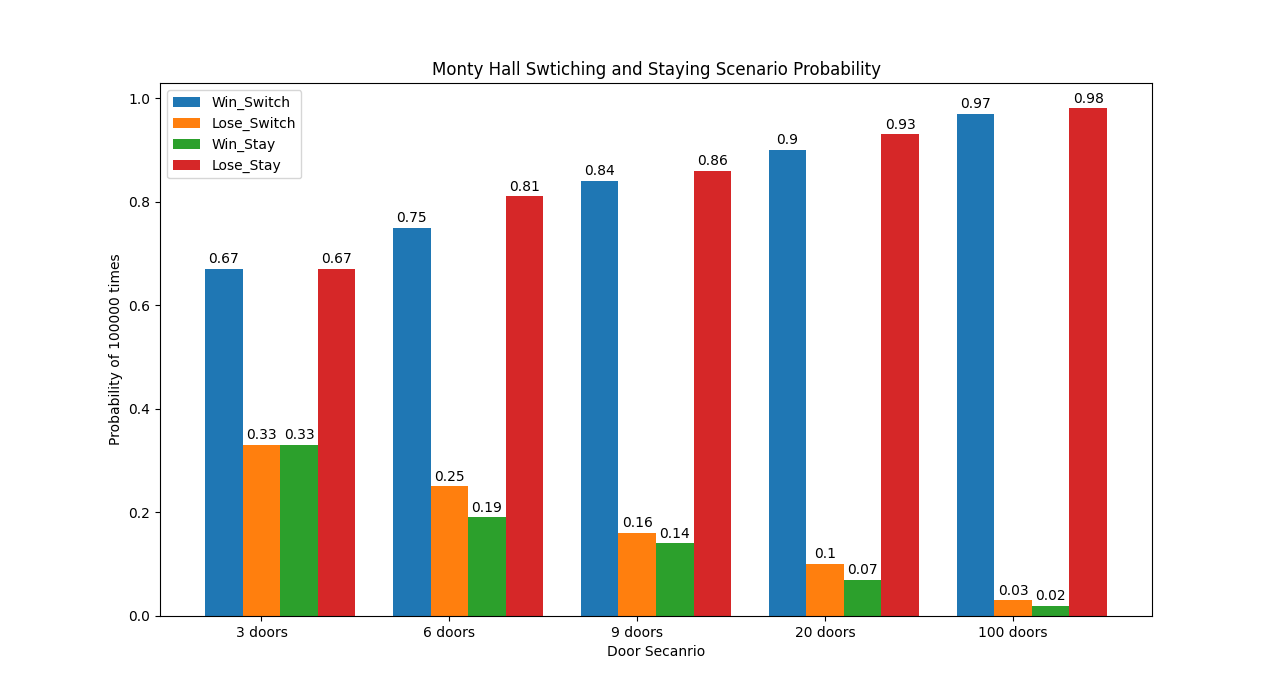 Monty Hall Swtiching and Staying Scenario Probability
Win_Switch
Lose_Switch
Win_Stay
Lose_Stay
Probability of 100000 times
1.0
0.8
0.6
0.4
0.2
0.0
0.67
0.33
0.33
0.67
0.75
0.25
0.19
0.81
0.84
0.16
0.14
0.86
0.9
0.1
0.07
0.93
0.97
0.03
0.02
0.98
3 doors
6 doors
9 doors
20 doors
100 doors
Door Secanrio